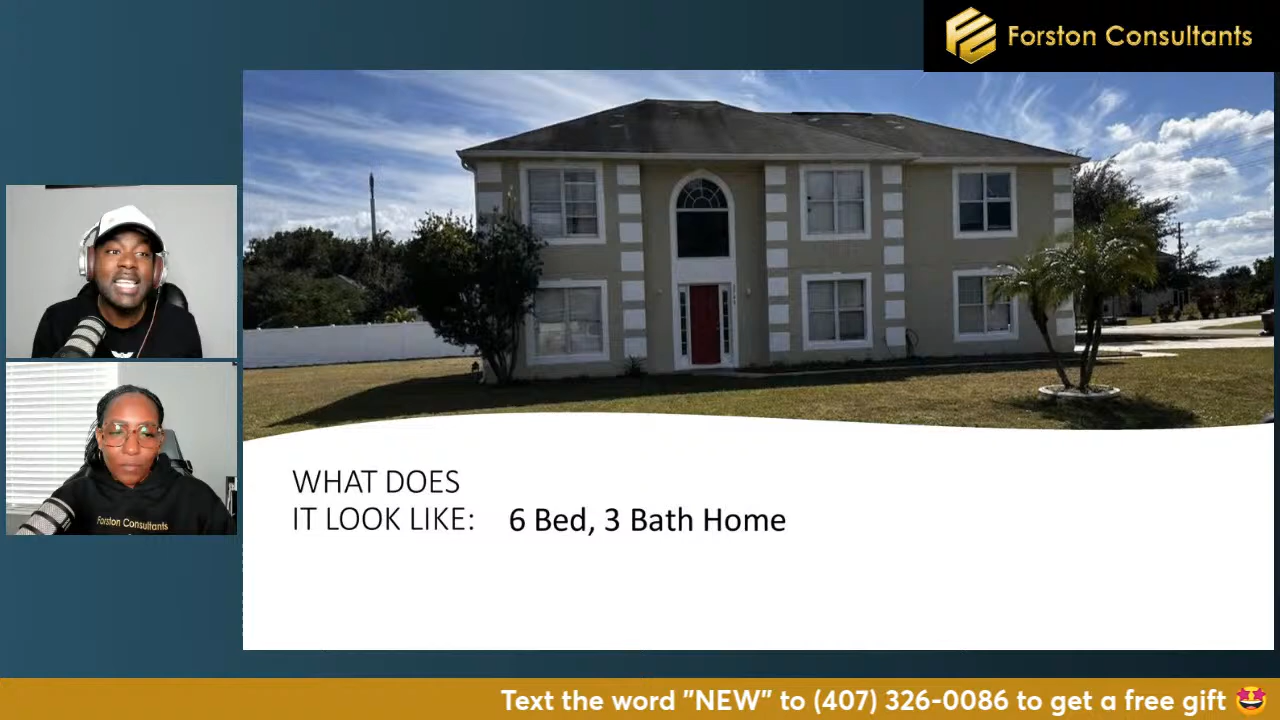 Forston Consultants
Forston Consultants
WHAT DOES
IT LOOK LIKE:
6 Bed, 3 Bath Home
Text the word "NEW" to (407) 326-0086 to get a free gift 🤩